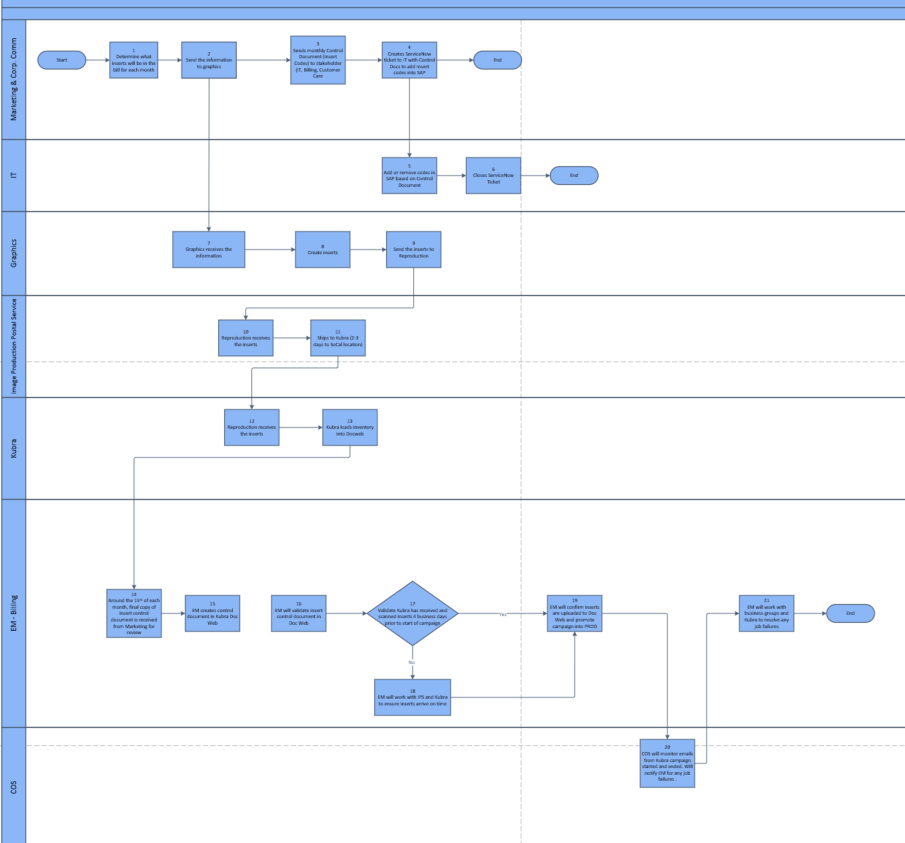 Marketing & Corp. Comm
Start
1
Determine what
inserts will be in the
bill for each month
2
Send the information
to graphics
3
Sends monthly Control
Document (Insert
Codes) to stakeholder
(IT, Billing, Customer
Care
4
Creates ServiceNow
ticket to IT with Control
Docs to add insert
codes into SAP
End
IT
5
Add or remove codes in
SAP based on Control
Document
6
Closes ServiceNow
Ticket
End
Graphics
7
Graphics receives the
information
8
Create inserts
9
Send the inserts to
Reproduction
Image Production Postal Service
10
Reproduction receives
the inserts
11
Ships to Kubra (2-3
days to SoCal location)
Kubra
12
Reproduction receives
the inserts
13
Kubra loads inventory
into Docweb
EM - Billing
14
Around the 15th of each
month, final copy of
insert control
document is received
from Marketing for
review
15
EM creates control
document in Kubra Doc
Web
16
EM will validate insert
control document in
Doc Web
17
Validate Kubra has received and
scanned inserts 4 business days
prior to start of campaign
Yes
No
18
EM will work with IPS and Kubra
to ensure inserts arrive on time
19
EM will confirm inserts
are uploaded to Doc
Web and promote
campaign into PROD
21
EM will work with
business groups and
Kubra to resolve any
job failures
End
COS
20
COS will monitor emails
from Kubra campaign
started and ended. Will
notify EM for any job
failures.